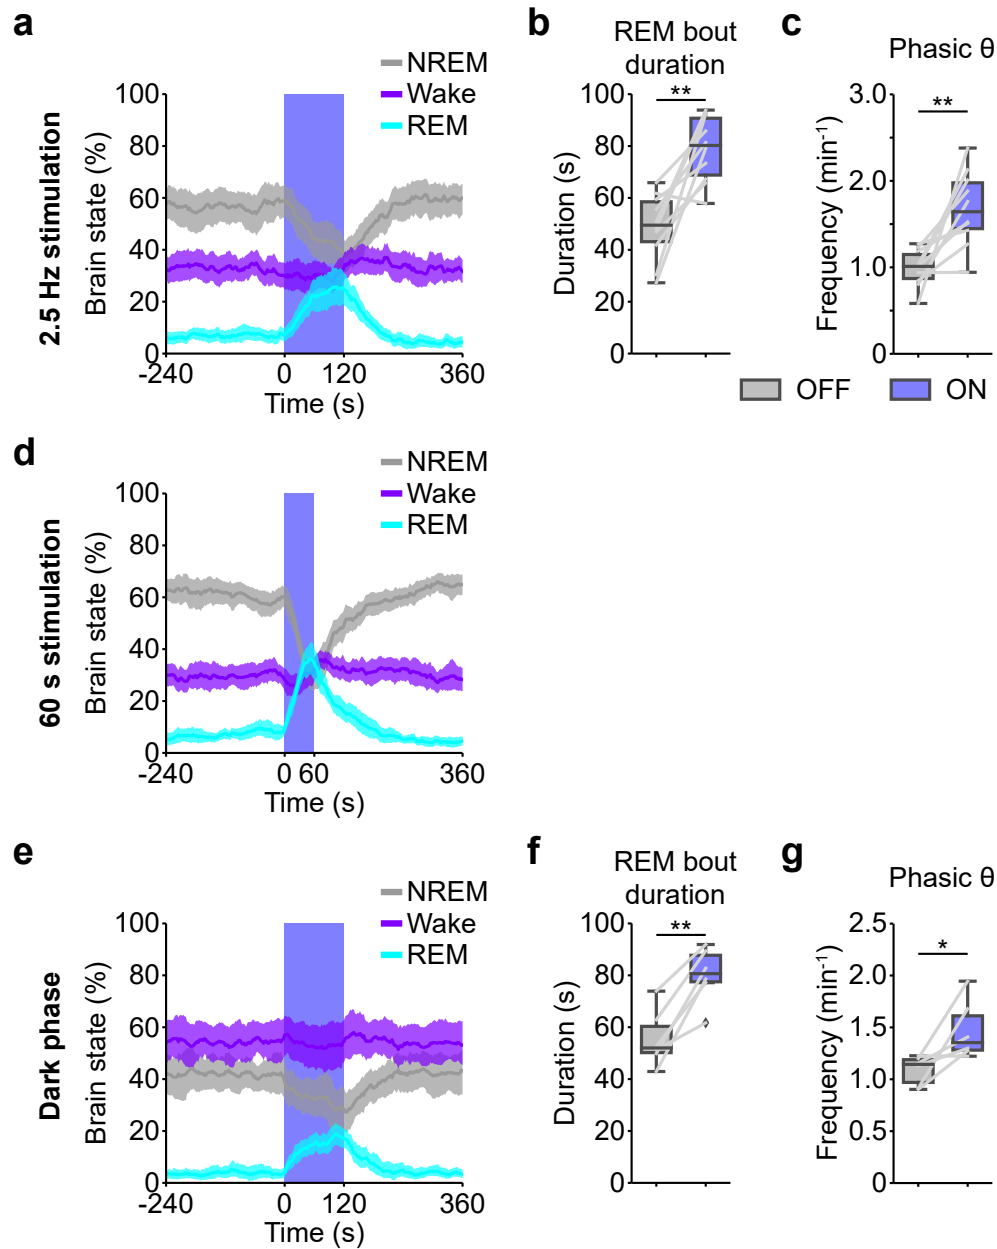 a
NREM
Wake
REM
2.5 Hz stimulation
Brain state (%)
100
80
60
40
20
0
-240
0
120
360
Time (s)
b
REM bout
duration
**
Duration (s)
100
80
60
40
20
0
c
Phasic θ
**
Frequency (min-1)
3.0
2.0
1.0
0
OFF
ON
d
NREM
Wake
REM
60 s stimulation
Brain state (%)
100
80
60
40
20
0
-240
0
60
360
Time (s)
e
NREM
Wake
REM
Dark phase
Brain state (%)
100
80
60
40
20
0
-240
0
120
360
Time (s)
f
REM bout
duration
**
Duration (s)
100
80
60
40
20
0
g
Phasic θ
*
Frequency (min-1)
2.5
2.0
1.5
1.0
0.5
0